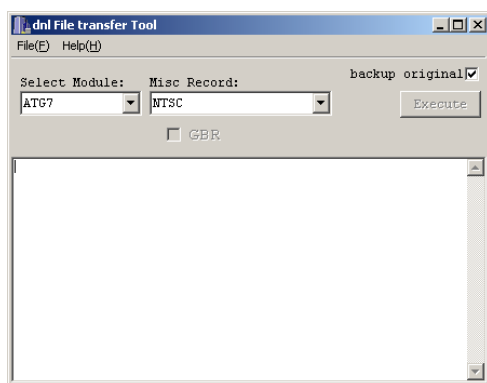 dnl File transfer Tool
File(F) Help(H)
backup original
Select Module: Misc Record:
ATG7 NTSC Execute
GBR